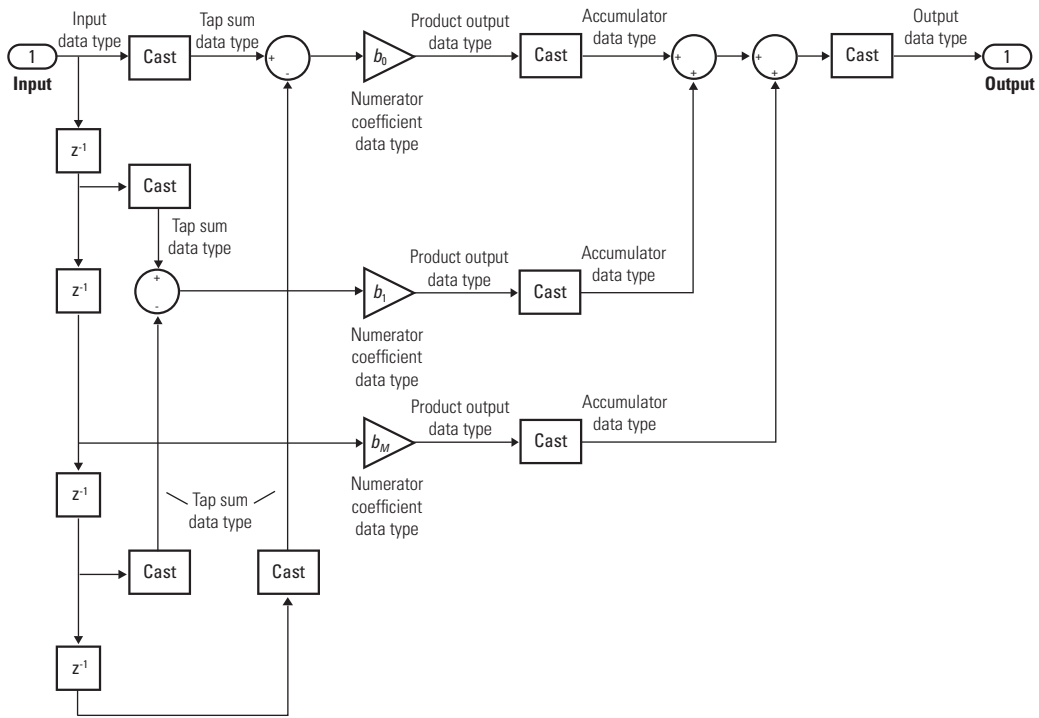 Input
data type
Tap sum
data type
Product output
data type
Accumulator
data type
Output
data type
1
Input
Cast
+
-
b₀
Cast
+
+
+
+
Cast
1
Output
Numerator
coefficient
data type
z⁻¹
Cast
Tap sum
data type
Product output
data type
Accumulator
data type
z⁻¹
+
-
b₁
Cast
Numerator
coefficient
data type
Product output
data type
Accumulator
data type
b_M
Cast
Numerator
coefficient
data type
z⁻¹
Tap sum
data type
Cast
Cast
z⁻¹